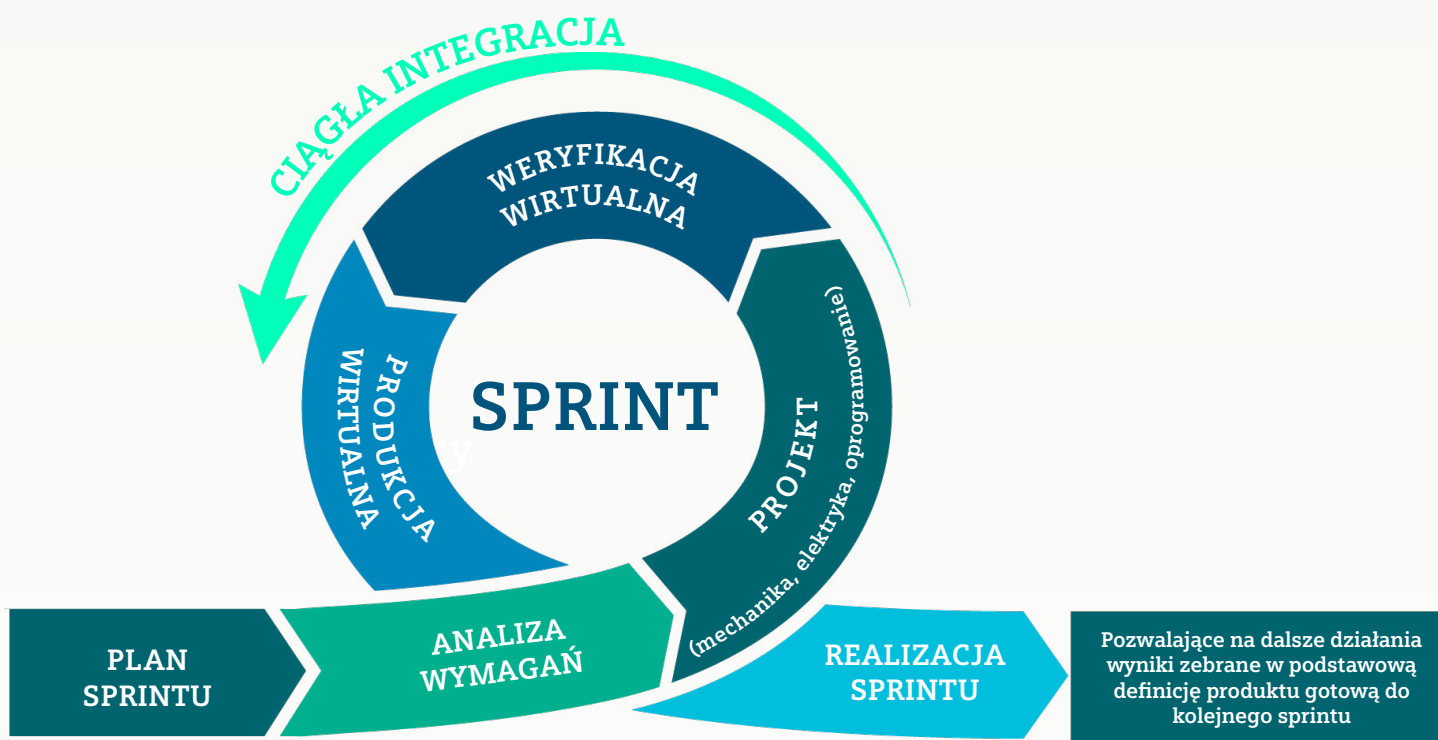 CIĄGŁA INTEGRACJA
WERYFIKACJA
WIRTUALNA
PRODUKCJA
WIRTUALNA
SPRINT
y
PROJEKT
(mechanika, elektryka, oprogramowanie)
PLAN
SPRINTU
ANALIZA
WYMAGAŃ
REALIZACJA
SPRINTU
Pozwalające na dalsze działania
wyniki zebrane w podstawową
definicję produktu gotową do
kolejnego sprintu